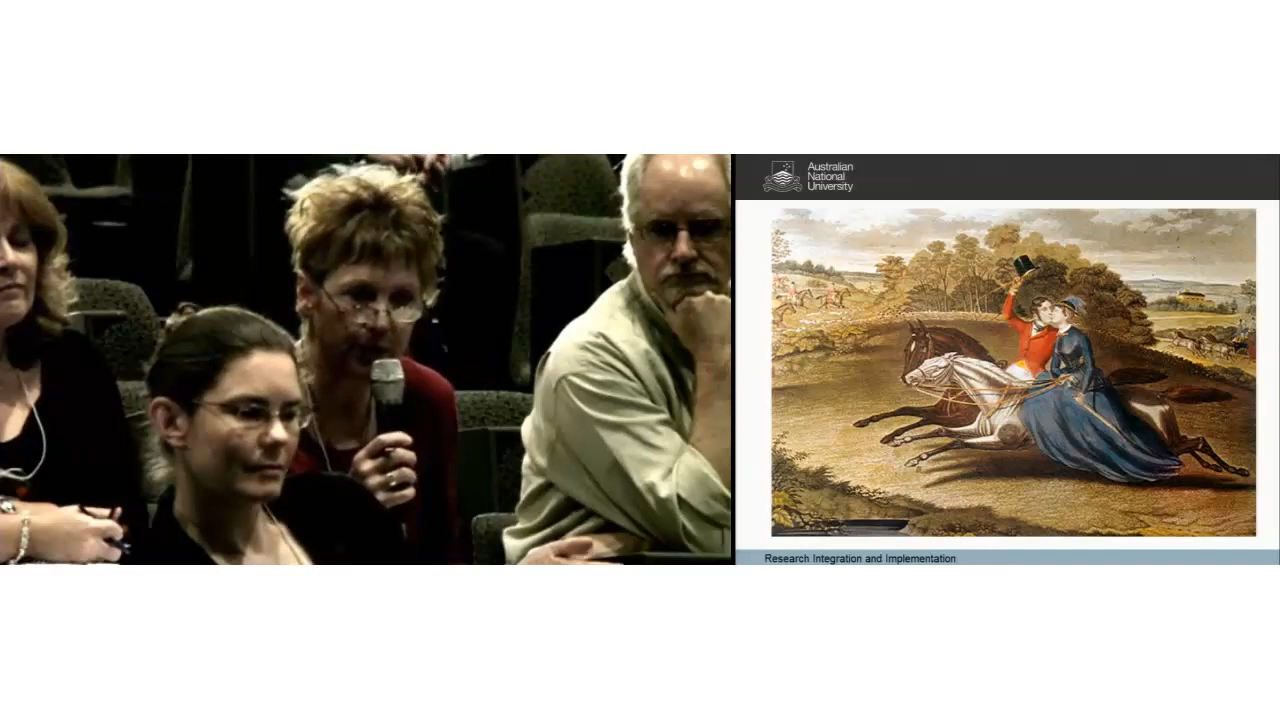 Australian
National
University
Research Integration and Implementation